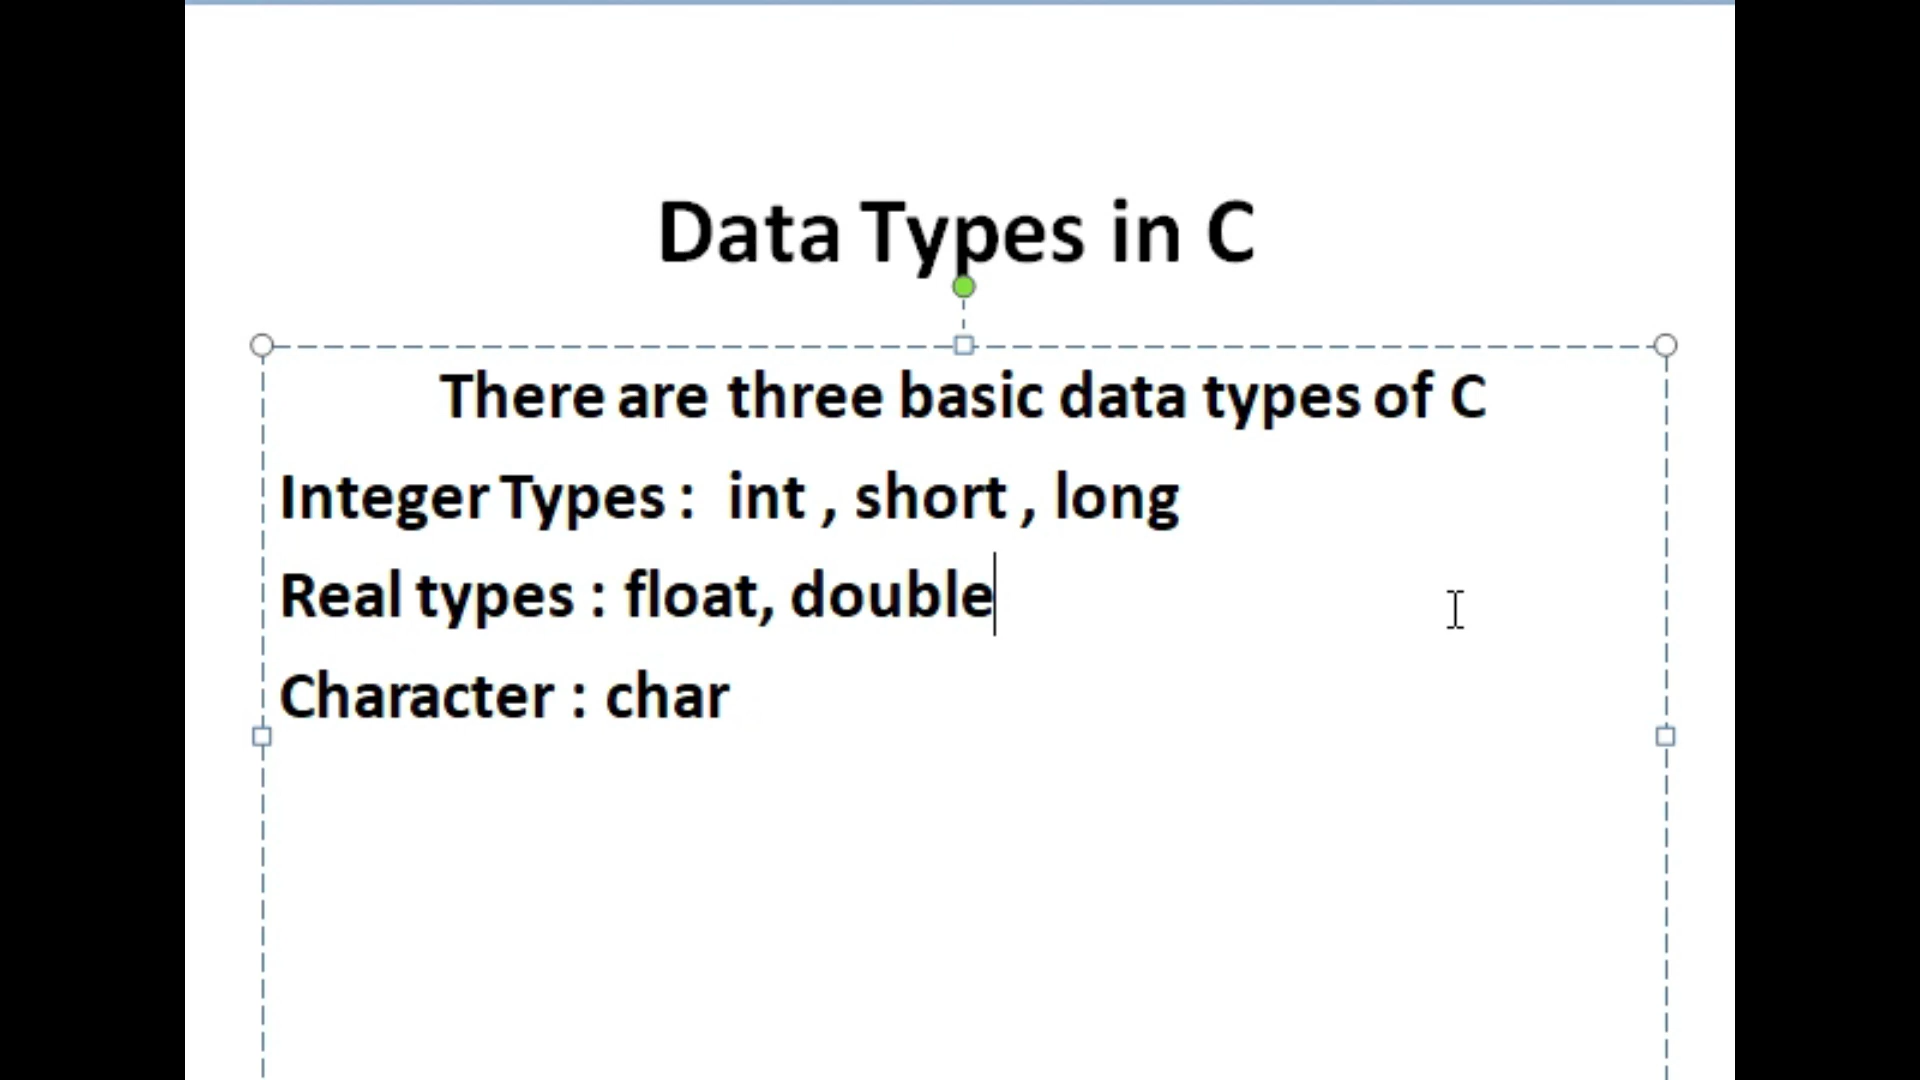 Data Types in C
There are three basic data types of C
Integer Types :  int , short , long
Real types : float, double
Character : char